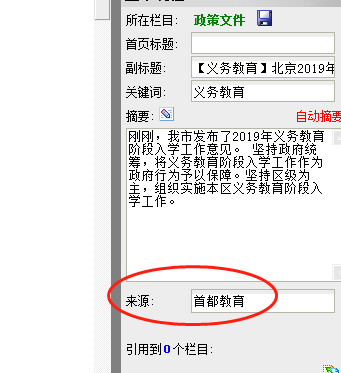 所在栏目: 政策文件
首页标题:
副标题: 【义务教育】北京2019年
关键词: 义务教育
摘要: 自动摘要
刚刚，我市发布了2019年义务教育
阶段入学工作意见。 坚持政府统
筹，将义务教育阶段入学工作作为
政府行为予以保障。坚持区级为
主，组织实施本区义务教育阶段入
学工作。
来源: 首都教育
引用到0个栏目: